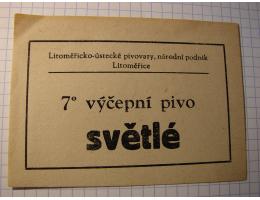 Litoměřicko-ústecké pivovary, národní podnik
Litoměřice
7° výčepní pivo
světlé